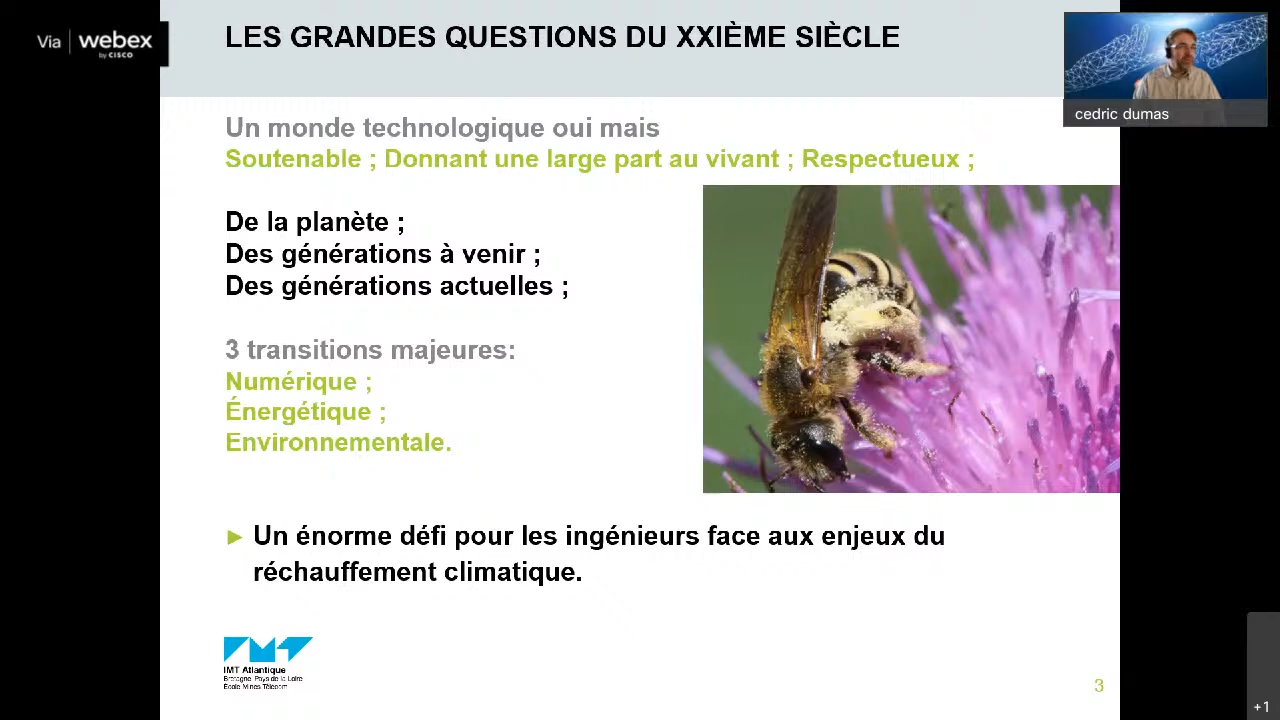 Via webex
by CISCO
LES GRANDES QUESTIONS DU XXIÈME SIÈCLE
cedric dumas
Un monde technologique oui mais
Soutenable ; Donnant une large part au vivant ; Respectueux ;
De la planète ;
Des générations à venir ;
Des générations actuelles ;
3 transitions majeures:
Numérique ;
Énergétique ;
Environnementale.
► Un énorme défi pour les ingénieurs face aux enjeux du
réchauffement climatique.
IMT Atlantique
Bretagne-Pays de la Loire
École Mines-Télécom
3
+1